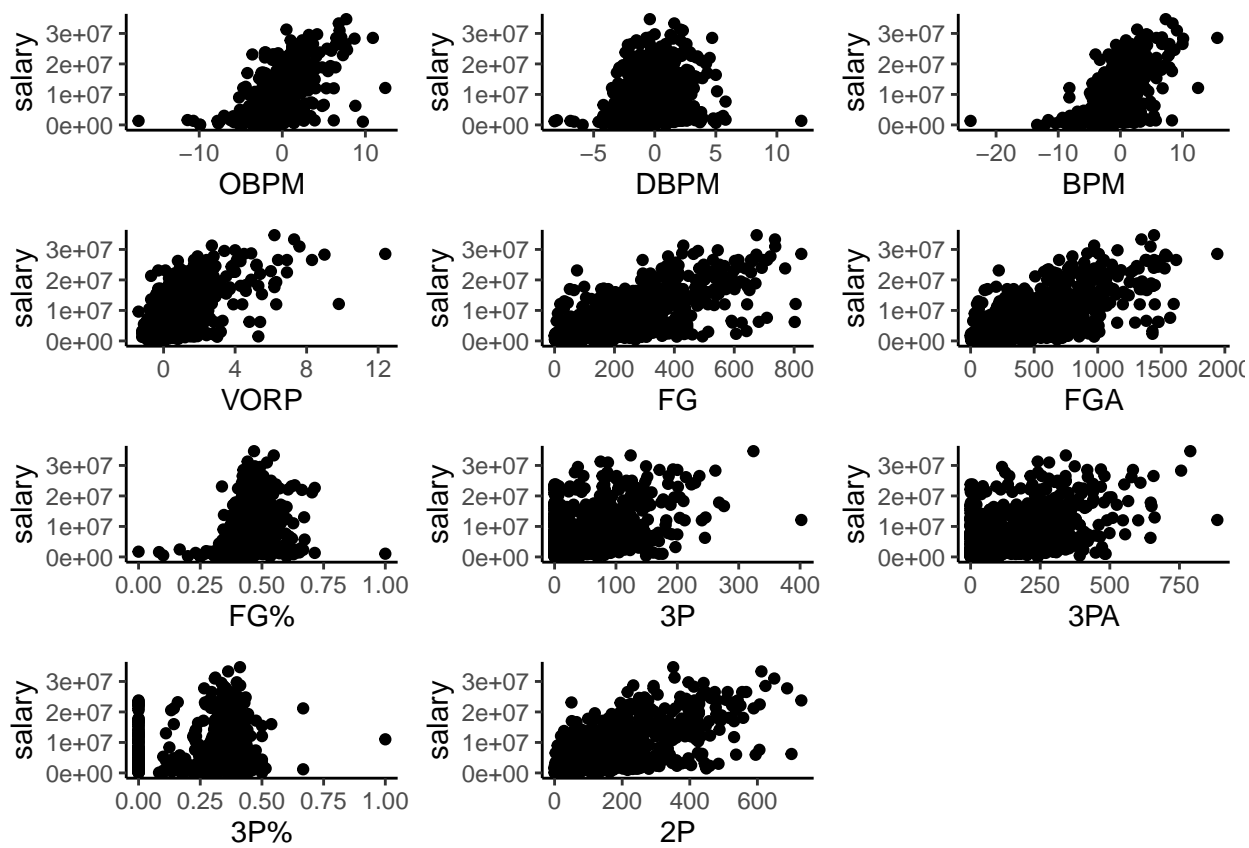 salary
3e+07
2e+07
1e+07
0e+00
−10 0 10
OBPM
salary
3e+07
2e+07
1e+07
0e+00
−5 0 5 10
DBPM
salary
3e+07
2e+07
1e+07
0e+00
−20 −10 0 10
BPM
salary
3e+07
2e+07
1e+07
0e+00
0 4 8 12
VORP
salary
3e+07
2e+07
1e+07
0e+00
0 200 400 600 800
FG
salary
3e+07
2e+07
1e+07
0e+00
0 500 1000 1500 2000
FGA
salary
3e+07
2e+07
1e+07
0e+00
0.00 0.25 0.50 0.75 1.00
FG%
salary
3e+07
2e+07
1e+07
0e+00
0 100 200 300 400
3P
salary
3e+07
2e+07
1e+07
0e+00
0 250 500 750
3PA
salary
3e+07
2e+07
1e+07
0e+00
0.00 0.25 0.50 0.75 1.00
3P%
salary
3e+07
2e+07
1e+07
0e+00
0 200 400 600
2P